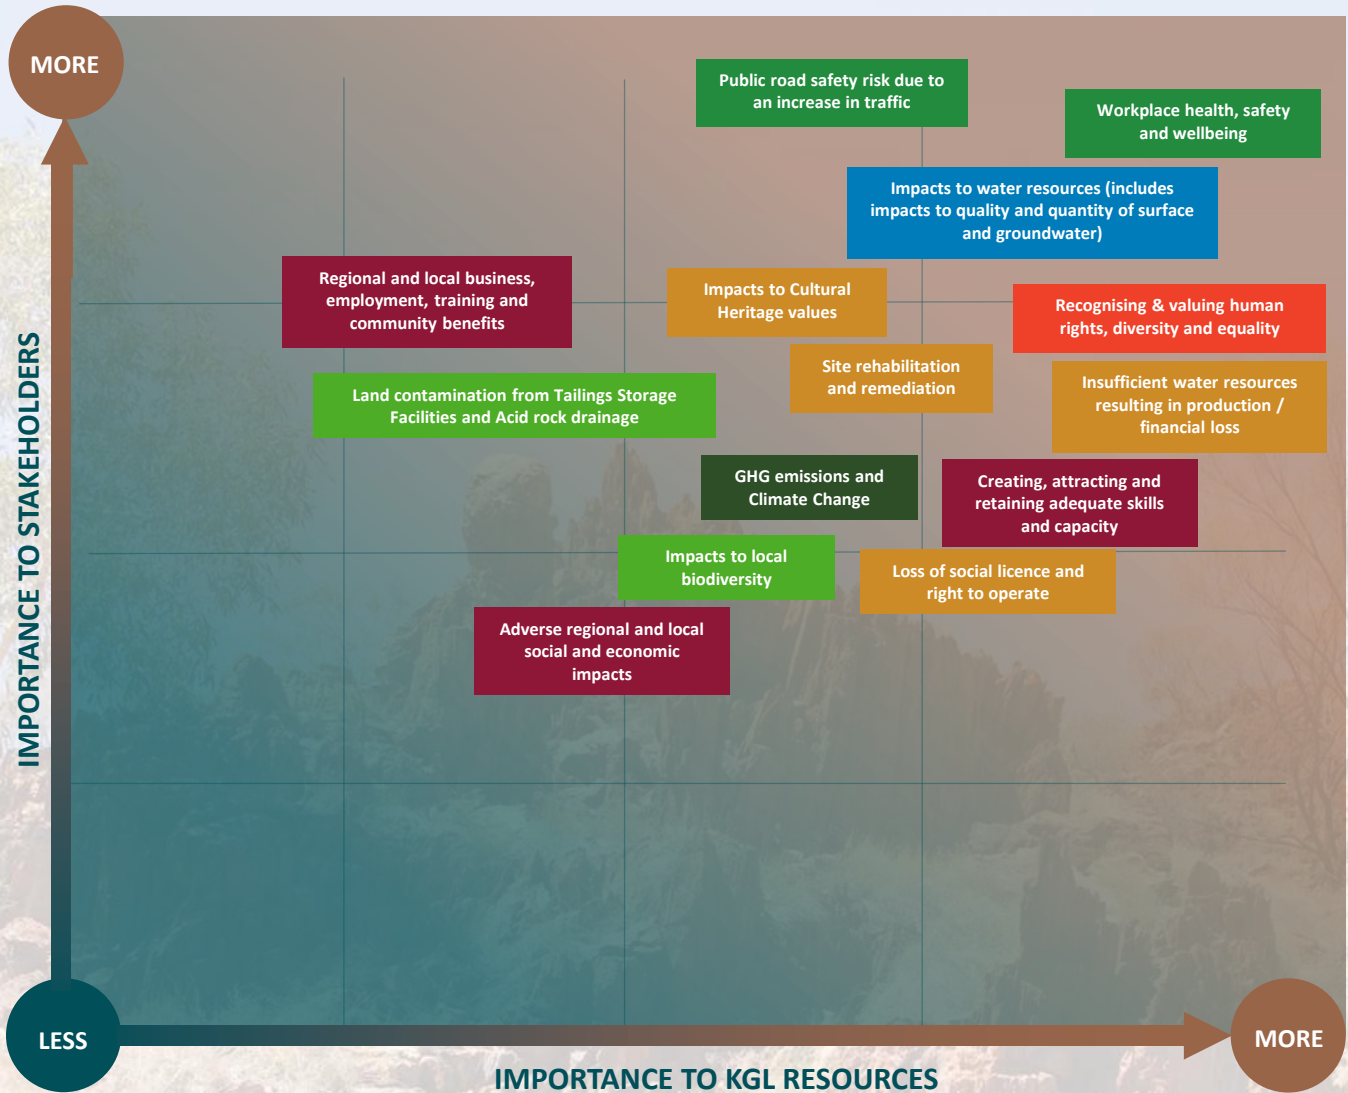 MORE
Public road safety risk due to
an increase in traffic
Workplace health, safety
and wellbeing
Impacts to water resources (includes
impacts to quality and quantity of surface
and groundwater)
Regional and local business,
employment, training and
community benefits
Impacts to Cultural
Heritage values
Recognising & valuing human
rights, diversity and equality
Site rehabilitation
and remediation
Insufficient water resources
resulting in production /
financial loss
Land contamination from Tailings Storage
Facilities and Acid rock drainage
GHG emissions and
Climate Change
Creating, attracting and
retaining adequate skills
and capacity
Impacts to local
biodiversity
Loss of social licence and
right to operate
Adverse regional and local
social and economic
impacts
IMPORTANCE TO STAKEHOLDERS
LESS
MORE
IMPORTANCE TO KGL RESOURCES